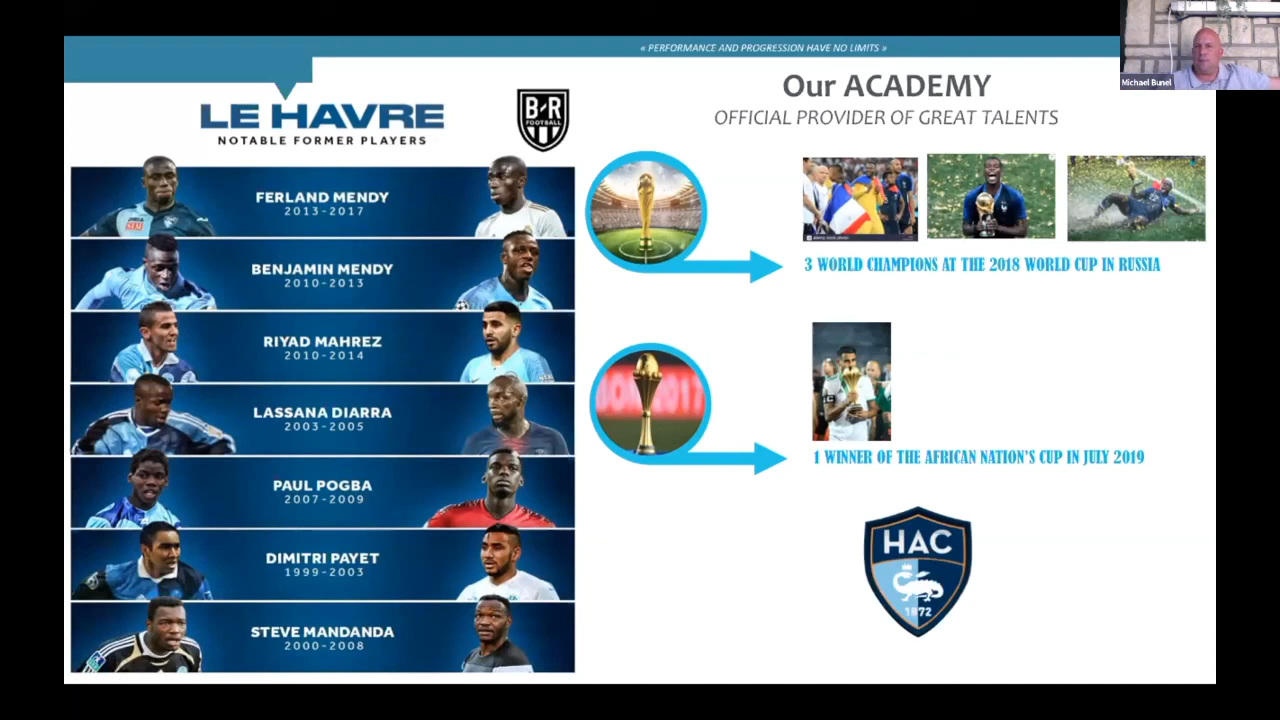 « PERFORMANCE AND PROGRESSION HAVE NO LIMITS »
Michael Bunel
LE HAVRE
NOTABLE FORMER PLAYERS
B-R
FOOTBALL
Our ACADEMY
OFFICIAL PROVIDER OF GREAT TALENTS
FERLAND MENDY
2013-2017
BENJAMIN MENDY
2010-2013
RIYAD MAHREZ
2010-2014
LASSANA DIARRA
2003-2005
PAUL POGBA
2007-2009
DIMITRI PAYET
1999-2003
STEVE MANDANDA
2000-2008
3 WORLD CHAMPIONS AT THE 2018 WORLD CUP IN RUSSIA
2017
1 WINNER OF THE AFRICAN NATION'S CUP IN JULY 2019
HAC
1872